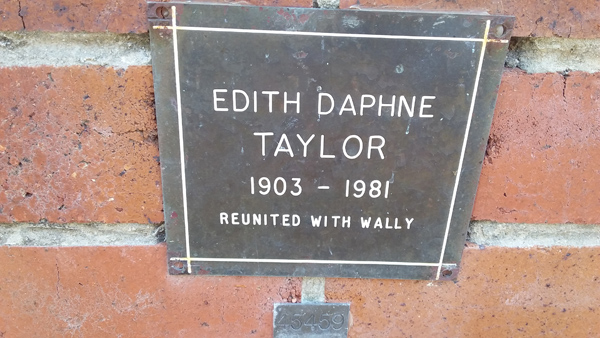 EDITH DAPHNE
TAYLOR
1903 - 1981
REUNITED WITH WALLY